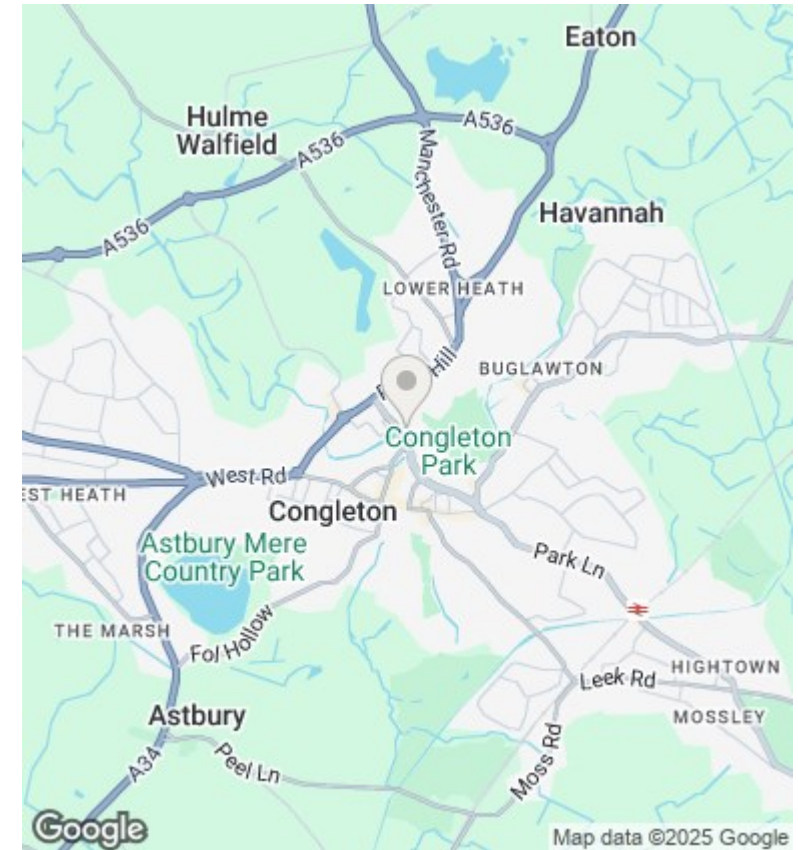 Eaton
Hulme
Walfield
A536
A536
A536
Manchester Rd
Havannah
LOWER HEATH
Hill
BUGLAWTON
Congleton
Park
West Rd
EST HEATH
Congleton
Astbury Mere
Country Park
Park Ln
THE MARSH
Fol Hollow
HIGHTOWN
Leek Rd
MOSSLEY
Astbury
Peel Ln
Moss Rd
A34
Google
Map data ©2025 Google